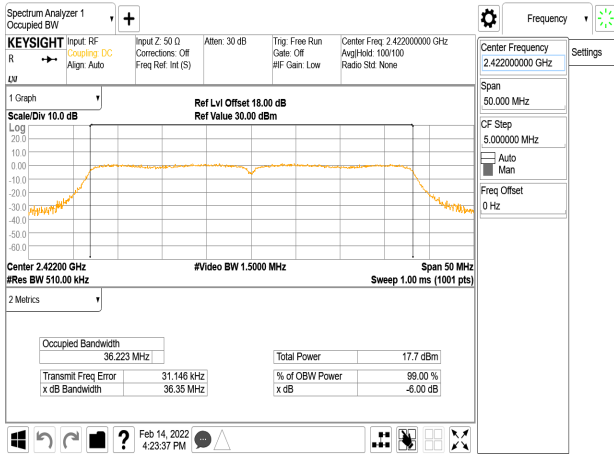 Spectrum Analyzer 1
Occupied BW
Frequency
KEYSIGHT Input: RF Input Z: 50 Ω Atten: 30 dB Trig: Free Run Center Freq: 2.422000000 GHz
R Coupling: DC Corrections: Off Gate: Off Avg|Hold: 100/100
Align: Auto Freq Ref: Int (S) #IF Gain: Low Radio Std: None
Center Frequency
2.422000000 GHz
Settings
Span
50.000 MHz
CF Step
5.000000 MHz
Auto
Man
Freq Offset
0 Hz
1 Graph
Ref Lvl Offset 18.00 dB
Scale/Div 10.0 dB Ref Value 30.00 dBm
Log
20.0
10.0
0.00
-10.0
-20.0
-30.0
-40.0
-50.0
-60.0
Center 2.42200 GHz #Video BW 1.5000 MHz Span 50 MHz
#Res BW 510.00 kHz Sweep 1.00 ms (1001 pts)
2 Metrics
Occupied Bandwidth
36.223 MHz Total Power 17.7 dBm
Transmit Freq Error 31.146 kHz % of OBW Power 99.00 %
x dB Bandwidth 36.35 MHz x dB -6.00 dB
? Feb 14, 2022
4:23:37 PM